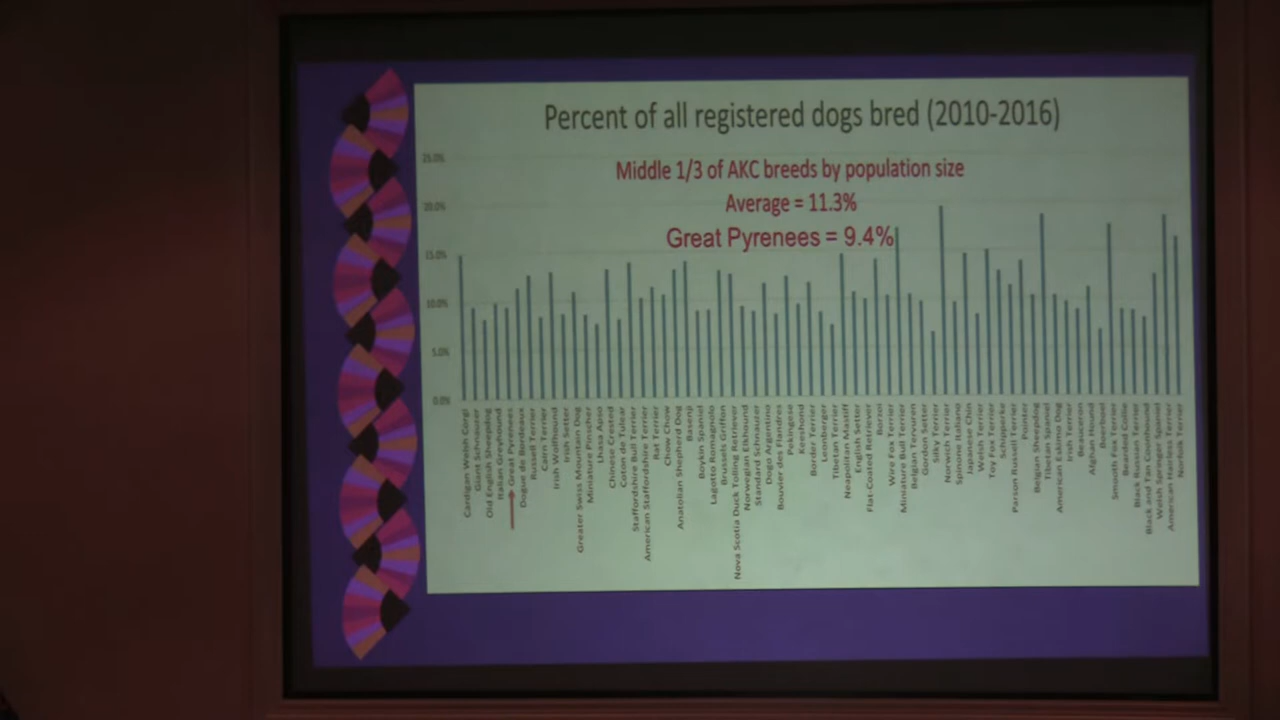 Percent of all registered dogs bred (2010-2016)
Middle 1/3 of AKC breeds by population size
Average = 11.3%
Great Pyrenees = 9.4%
25.0%
20.0%
15.0%
10.0%
5.0%
0.0%
Cardigan Welsh Corgi
Giant Schnauzer
Old English Sheepdog
Italian Greyhound
Great Pyrenees
Dogue de Bordeaux
Russell Terrier
Cairn Terrier
Irish Wolfhound
Irish Setter
Greater Swiss Mountain Dog
Miniature Pinscher
Lhasa Apso
Chinese Crested
Coton de Tulear
Staffordshire Bull Terrier
American Staffordshire Terrier
Rat Terrier
Chow Chow
Anatolian Shepherd Dog
Basenji
Boykin Spaniel
Lagotto Romagnolo
Brussels Griffon
Nova Scotia Duck Tolling Retriever
Norwegian Elkhound
Standard Schnauzer
Dogo Argentino
Bouvier des Flandres
Pekingese
Keeshond
Border Terrier
Leonberger
Tibetan Terrier
Neapolitan Mastiff
English Setter
Flat-Coated Retriever
Borzoi
Wire Fox Terrier
Miniature Bull Terrier
Belgian Tervuren
Gordon Setter
Silky Terrier
Norwich Terrier
Spinone Italiano
Japanese Chin
Welsh Terrier
Toy Fox Terrier
Schipperke
Parson Russell Terrier
Pointer
Belgian Sheepdog
Tibetan Spaniel
American Eskimo Dog
Irish Terrier
Afghan Hound
Boerboel
Smooth Fox Terrier
Bearded Collie
Black Russian Terrier
Black and Tan Coonhound
Welsh Springer Spaniel
American Hairless Terrier
Norfolk Terrier